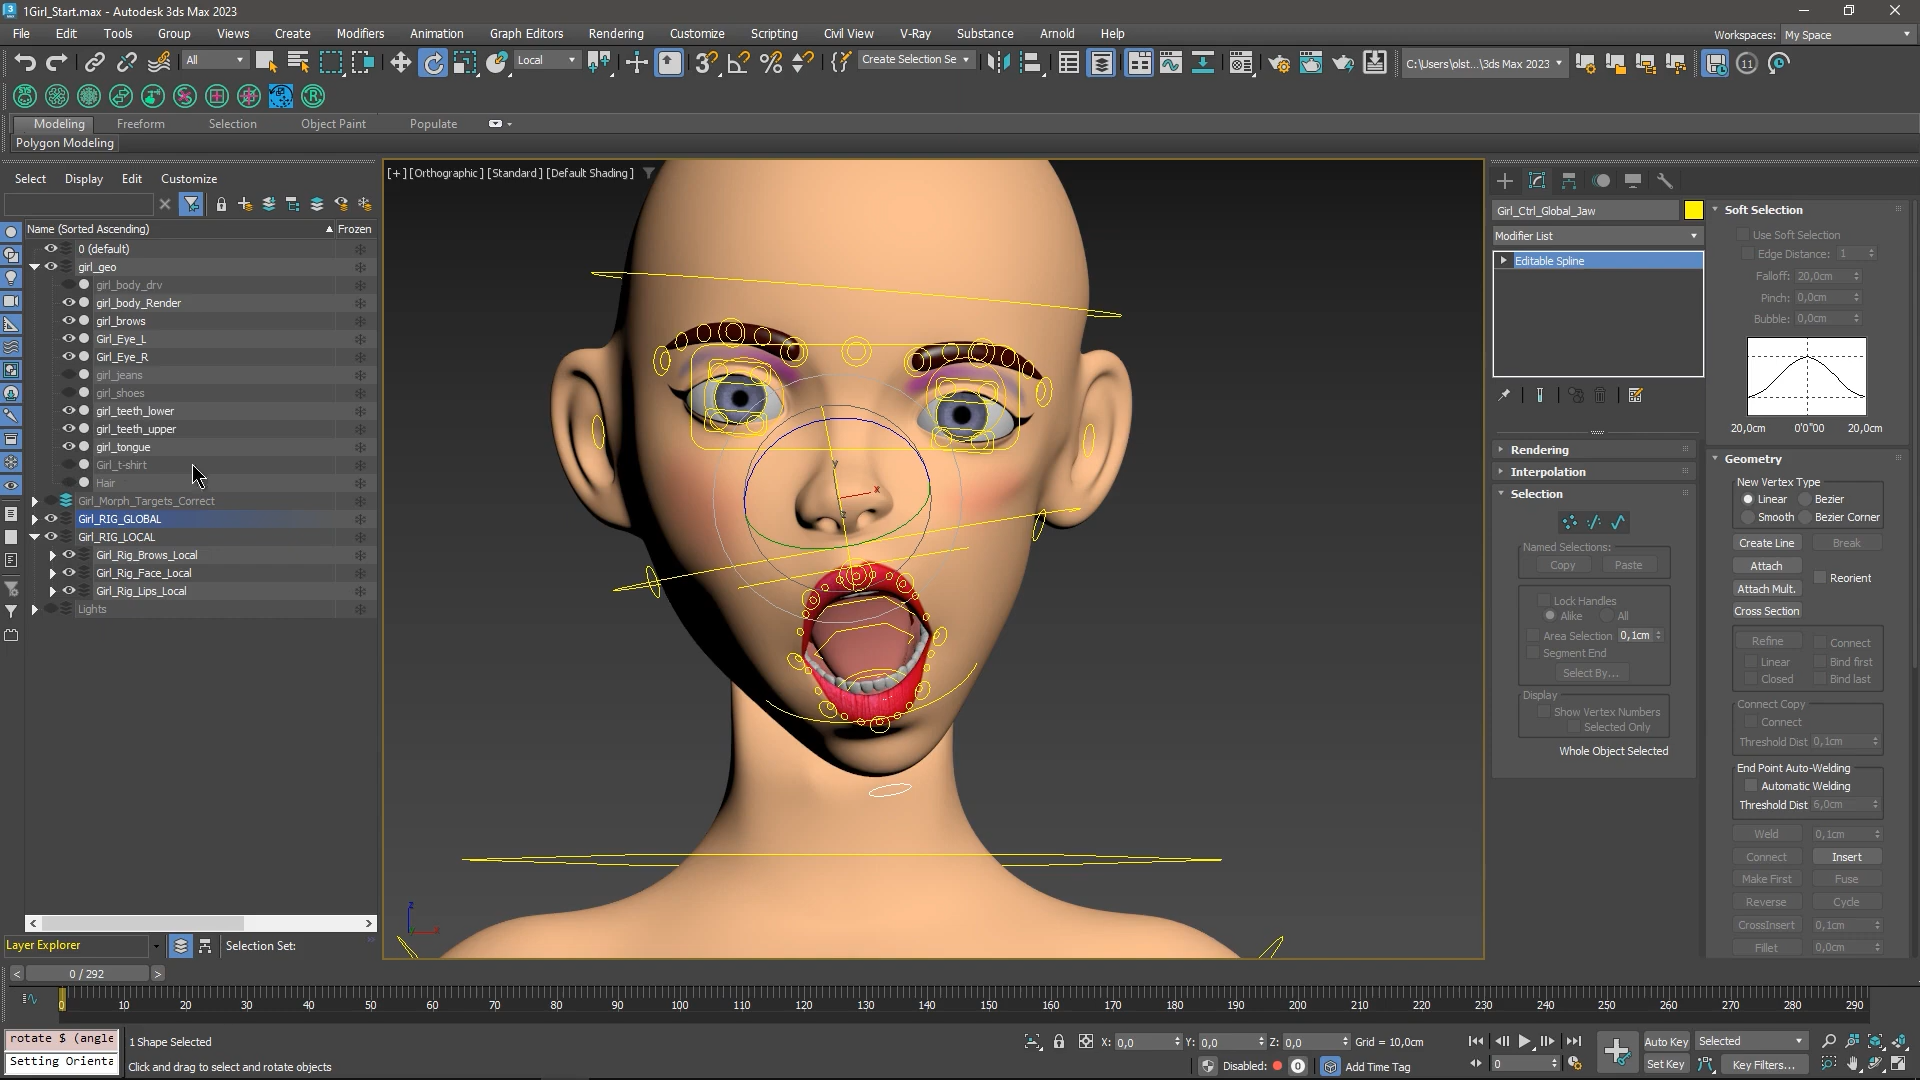 1Girl_Start.max - Autodesk 3ds Max 2023
File Edit Tools Group Views Create Modifiers Animation Graph Editors Rendering Customize Scripting Civil View V-Ray Substance Arnold Help
Workspaces: My Space
All
Local
Create Selection Se
C:\Users\olst...\3ds Max 2023
11
Modeling Freeform Selection Object Paint Populate
Polygon Modeling
Select Display Edit Customize
Name (Sorted Ascending) Frozen
0 (default)
girl_geo
girl_body_drv
girl_body_Render
girl_brows
Girl_Eye_L
Girl_Eye_R
girl_jeans
girl_shoes
girl_teeth_lower
girl_teeth_upper
girl_tongue
Girl_t-shirt
Hair
Girl_Morph_Targets_Correct
Girl_RIG_GLOBAL
Girl_RIG_LOCAL
Girl_Rig_Brows_Local
Girl_Rig_Face_Local
Girl_Rig_Lips_Local
Lights
Layer Explorer
Selection Set:
[+] [Orthographic] [Standard] [Default Shading]
y
x
z
z
Girl_Ctrl_Global_Jaw
Modifier List
Editable Spline
Rendering
Interpolation
Selection
Named Selections:
Copy Paste
Lock Handles
Alike All
Area Selection 0,1cm
Segment End
Select By...
Display
Show Vertex Numbers
Selected Only
Whole Object Selected
Soft Selection
Use Soft Selection
Edge Distance: 1
Falloff: 20,0cm
Pinch: 0,0cm
Bubble: 0,0cm
20,0cm 0'0"00 20,0cm
Geometry
New Vertex Type
Linear Bezier
Smooth Bezier Corner
Create Line Break
Attach
Reorient
Attach Mult.
Cross Section
Refine Connect
Linear Bind first
Closed Bind last
Connect Copy
Connect
Threshold Dist 0,1cm
End Point Auto-Welding
Automatic Welding
Threshold Dist 6,0cm
Weld 0,1cm
Connect Insert
Make First Fuse
Reverse Cycle
CrossInsert 0,1cm
Fillet 0,0cm
< 0 / 292 >
0 10 20 30 40 50 60 70 80 90 100 110 120 130 140 150 160 170 180 190 200 210 220 230 240 250 260 270 280 290
rotate $ (angle
Setting Orienta
1 Shape Selected
Click and drag to select and rotate objects
X: 0,0 Y: 0,0 Z: 0,0 Grid = 10,0cm
Disabled: 0 Add Time Tag
0
Auto Key Selected
Set Key Key Filters...